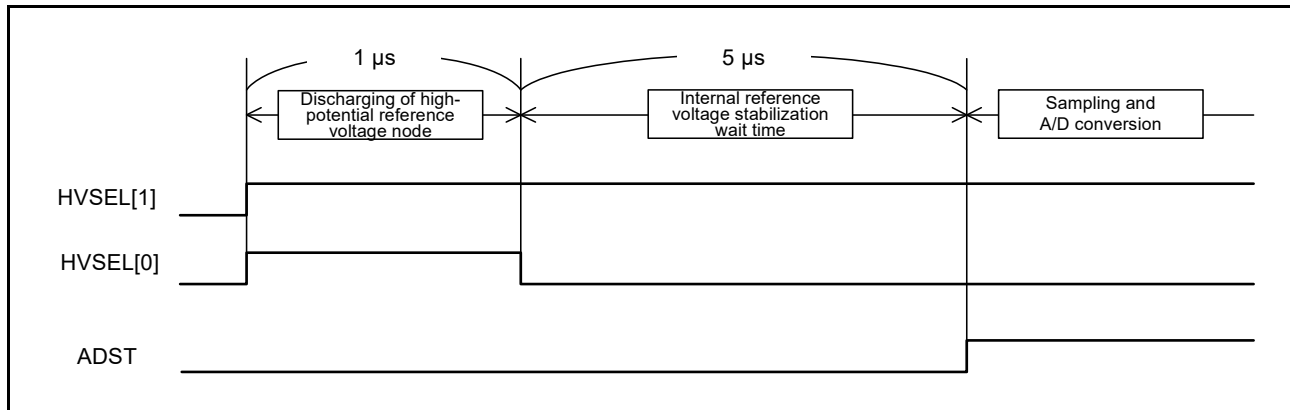 1 μs
5 μs
Discharging of high-
potential reference
voltage node
Internal reference
voltage stabilization
wait time
Sampling and
A/D conversion
HVSEL[1]
HVSEL[0]
ADST